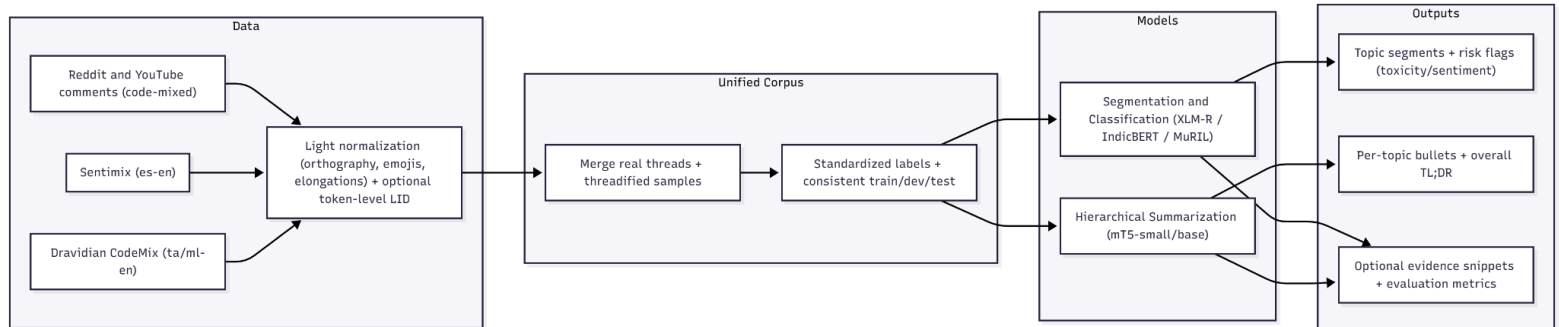 Data
Reddit and YouTube
comments (code-mixed)
Sentimix (es-en)
Dravidian CodeMix (ta/ml-
en)
Light normalization
(orthography, emojis,
elongations) + optional
token-level LID
Unified Corpus
Merge real threads +
threadified samples
Standardized labels +
consistent train/dev/test
Models
Segmentation and
Classification (XLM-R /
IndicBERT / MuRIL)
Hierarchical Summarization
(mT5-small/base)
Outputs
Topic segments + risk flags
(toxicity/sentiment)
Per-topic bullets + overall
TL;DR
Optional evidence snippets
+ evaluation metrics